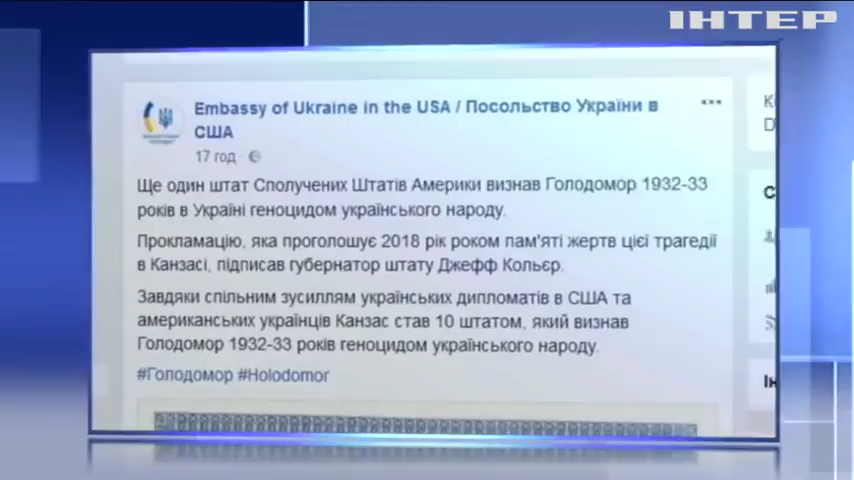 ІНТЕР
Embassy of Ukraine in the USA / Посольство України в
США
17 год
Ще один штат Сполучених Штатів Америки визнав Голодомор 1932-33
років в Україні геноцидом українського народу.
Прокламацію, яка проголошує 2018 рік роком пам'яті жертв цієї трагедії
в Канзасі, підписав губернатор штату Джефф Кольєр.
Завдяки спільним зусиллям українських дипломатів в США та
американських українців Канзас став 10 штатом, який визнав
Голодомор 1932-33 років геноцидом українського народу.
#Голодомор #Holodomor